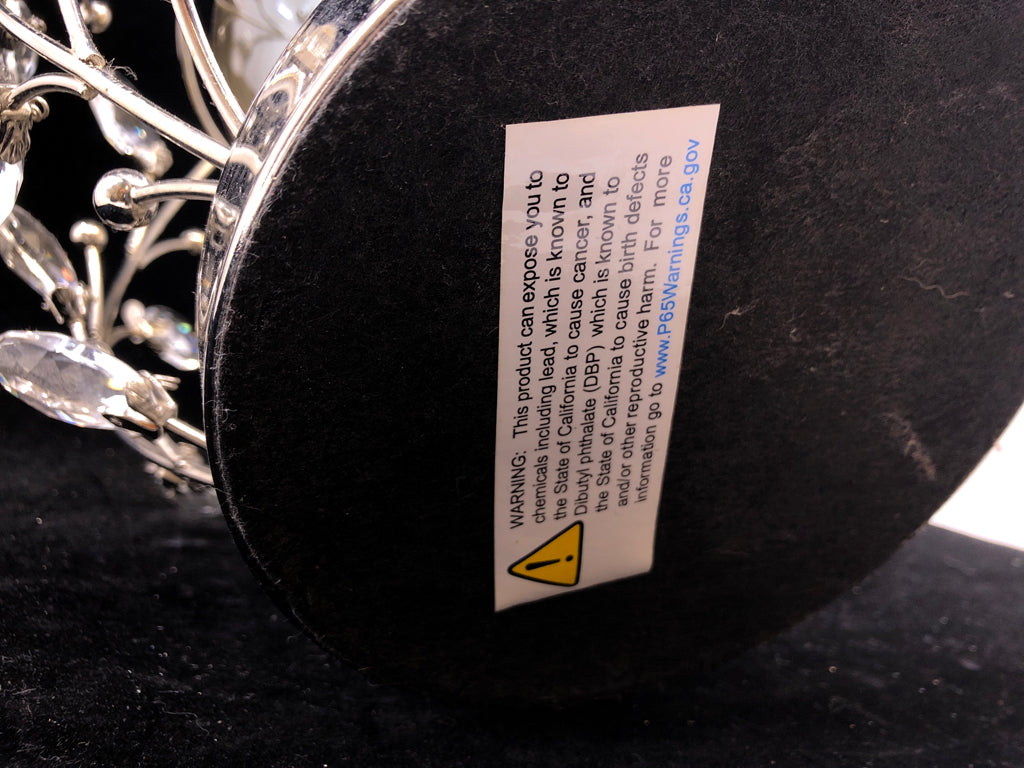 WARNING: This product can expose you to
chemicals including lead, which is known to
the State of California to cause cancer, and
Dibutyl phthalate (DBP) which is known to
the State of California to cause birth defects
and/or other reproductive harm. For more
information go to www.P65Warnings.ca.gov